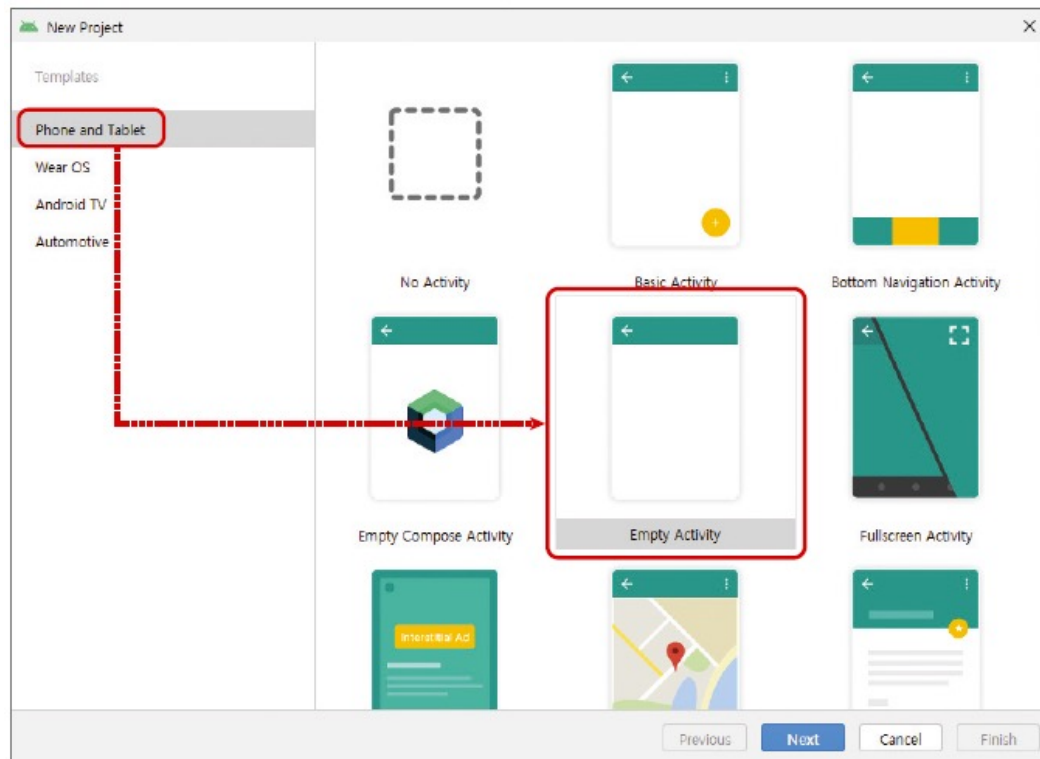 New Project
Templates
Phone and Tablet
Wear OS
Android TV
Automotive
No Activity
Basic Activity
Bottom Navigation Activity
Empty Compose Activity
Empty Activity
Fullscreen Activity
Interstitial Ad
Previous
Next
Cancel
Finish